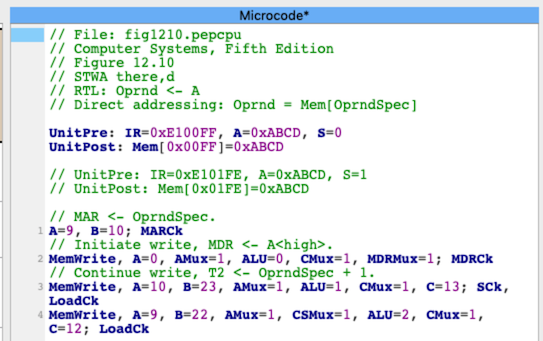 Microcode*
// File: fig1210.pepcpu
// Computer Systems, Fifth Edition
// Figure 12.10
// STWA there,d
// RTL: Oprnd <- A
// Direct addressing: Oprnd = Mem[OprndSpec]
UnitPre: IR=0xE100FF, A=0xABCD, S=0
UnitPost: Mem[0x00FF]=0xABCD
// UnitPre: IR=0xE101FE, A=0xABCD, S=1
// UnitPost: Mem[0x01FE]=0xABCD
// MAR <- OprndSpec.
1 A=9, B=10; MARCk
// Initiate write, MDR <- A<high>.
2 MemWrite, A=0, AMux=1, ALU=0, CMux=1, MDRMux=1; MDRCk
// Continue write, T2 <- OprndSpec + 1.
3 MemWrite, A=10, B=23, AMux=1, ALU=1, CMux=1, C=13; SCk,
LoadCk
4 MemWrite, A=9, B=22, AMux=1, CSMux=1, ALU=2, CMux=1,
C=12; LoadCk